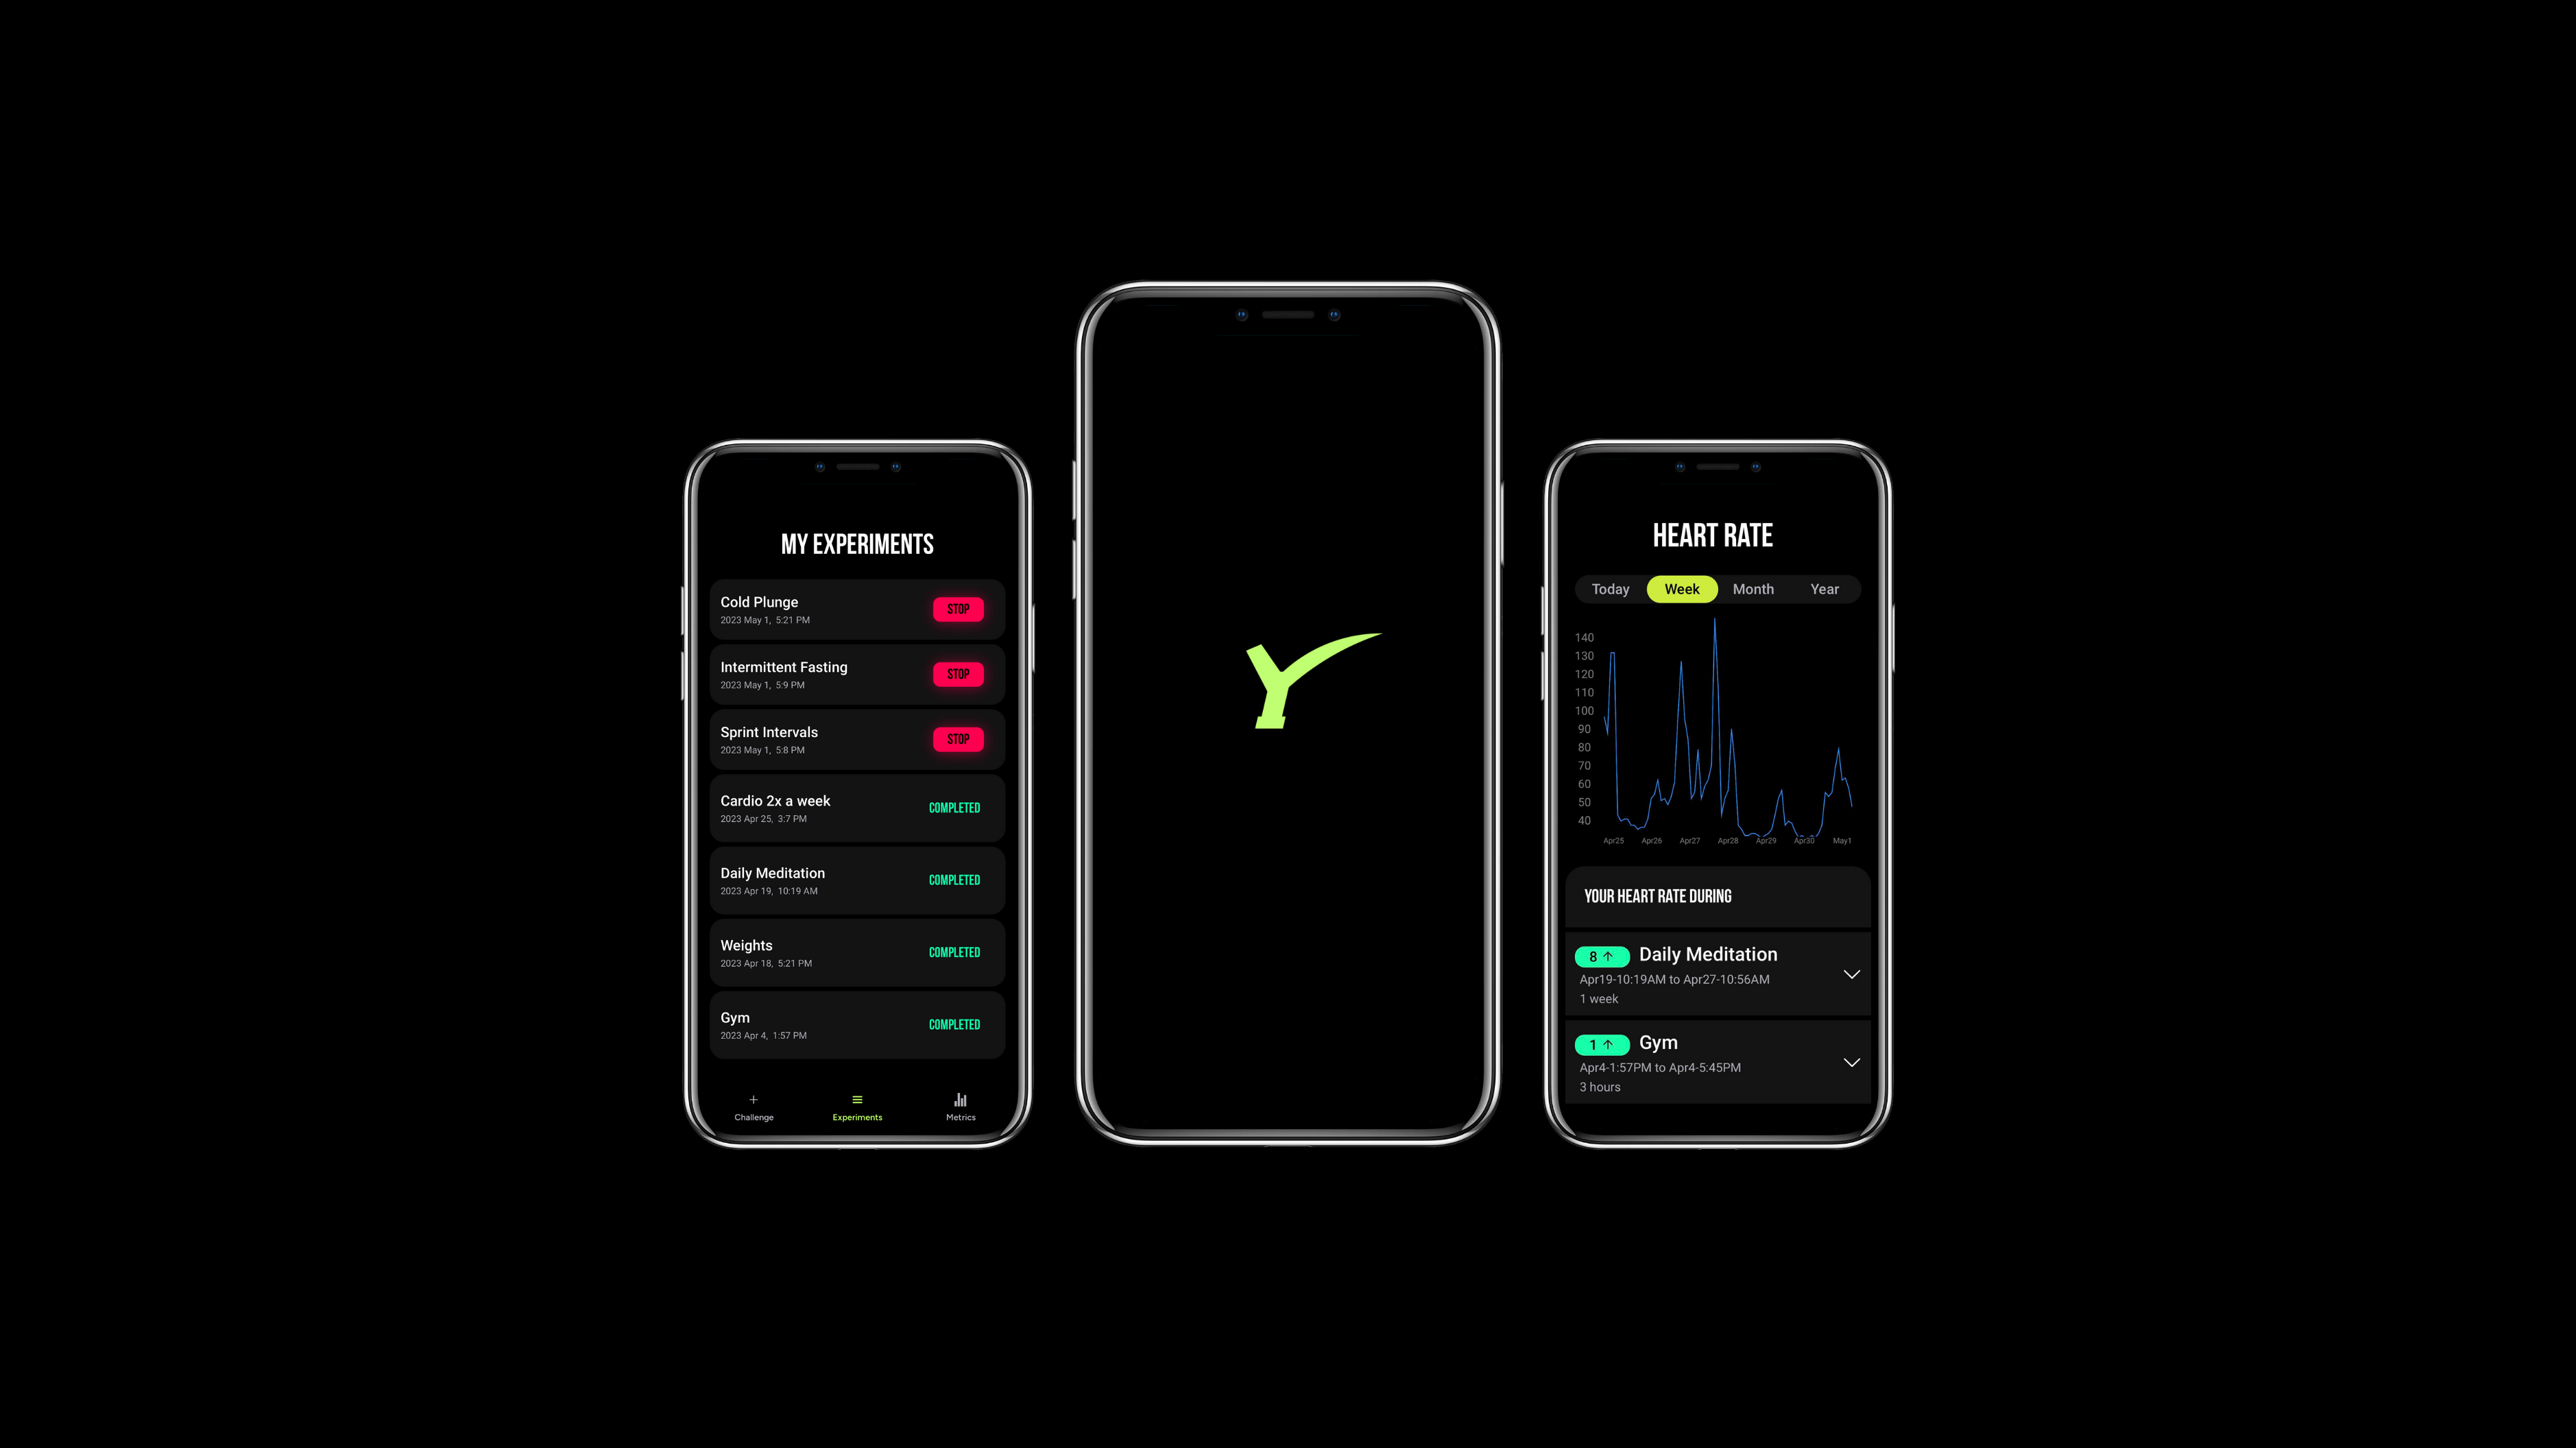 MY EXPERIMENTS
Cold Plunge
2023 May 1, 5:21 PM
STOP
Intermittent Fasting
2023 May 1, 5:9 PM
STOP
Sprint Intervals
2023 May 1, 5:8 PM
STOP
Cardio 2x a week
2023 Apr 25, 3:7 PM
COMPLETED
Daily Meditation
2023 Apr 19, 10:19 AM
COMPLETED
Weights
2023 Apr 18, 5:21 PM
COMPLETED
Gym
2023 Apr 4, 1:57 PM
COMPLETED
Challenge Experiments Metrics
Y
HEART RATE
Today Week Month Year
140
130
120
110
100
90
80
70
60
50
40
Apr25 Apr26 Apr27 Apr28 Apr29 Apr30 May1
YOUR HEART RATE DURING
8 ↑ Daily Meditation
Apr19-10:19AM to Apr27-10:56AM
1 week
1 ↑ Gym
Apr4-1:57PM to Apr4-5:45PM
3 hours